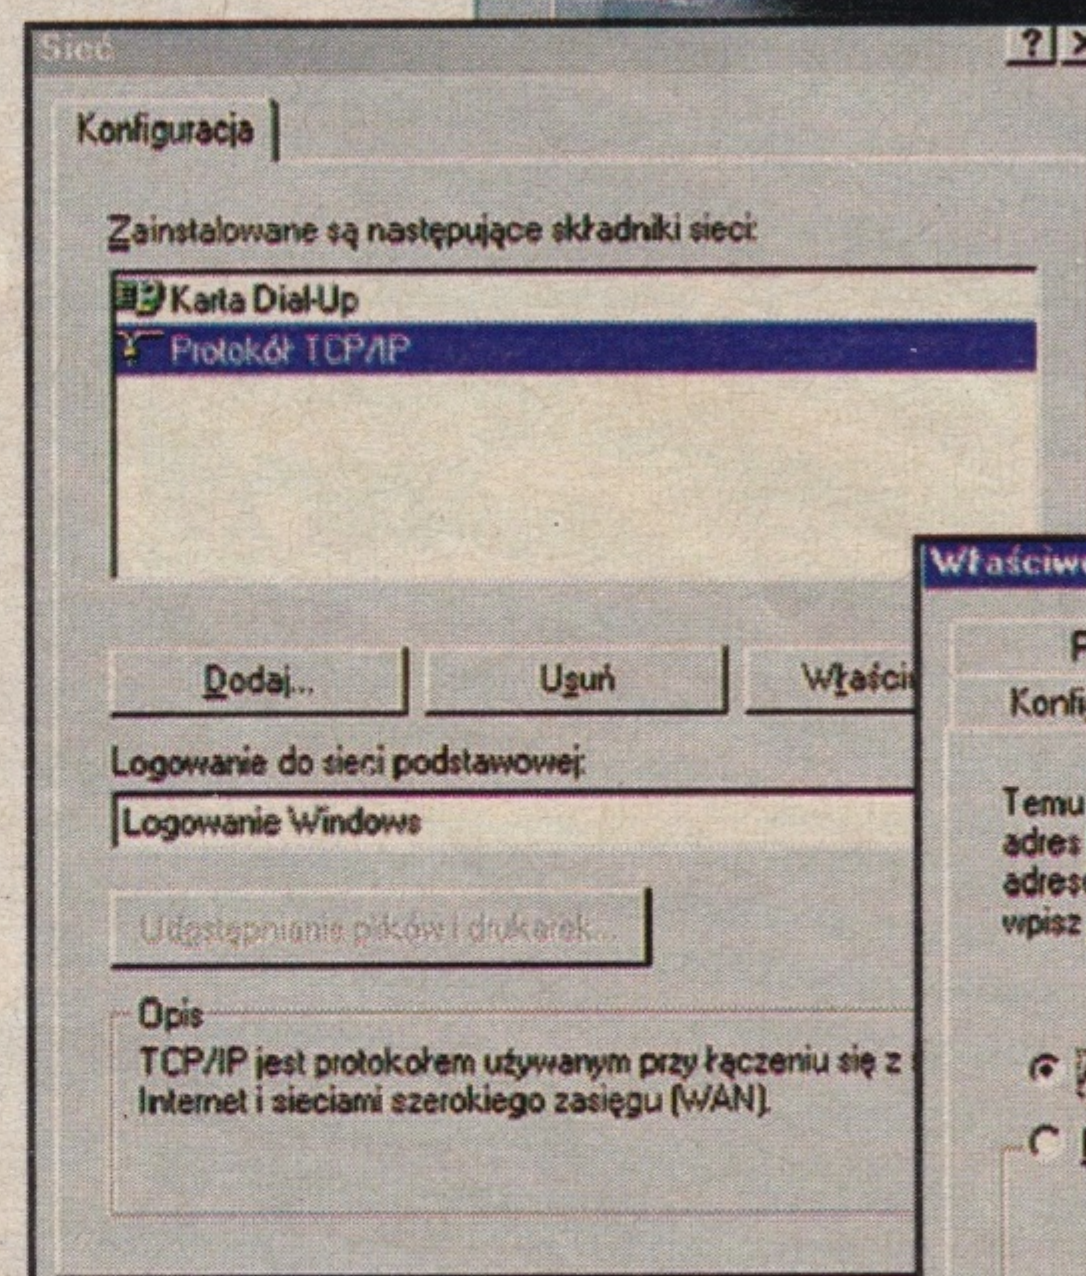 Sieć
?
Konfiguracja
Zainstalowane są następujące składniki sieci:
Karta Dial-Up
Protokół TCP/IP
Dodaj...
Usuń
Właści
Logowanie do sieci podstawowej:
Logowanie Windows
Udostępnianie plików i drukarek...
Opis
TCP/IP jest protokołem używanym przy łączeniu się z
Internet i sieciami szerokiego zasięgu (WAN).
Właściwo
P
Konfi
Temu
adres
adres
wpisz